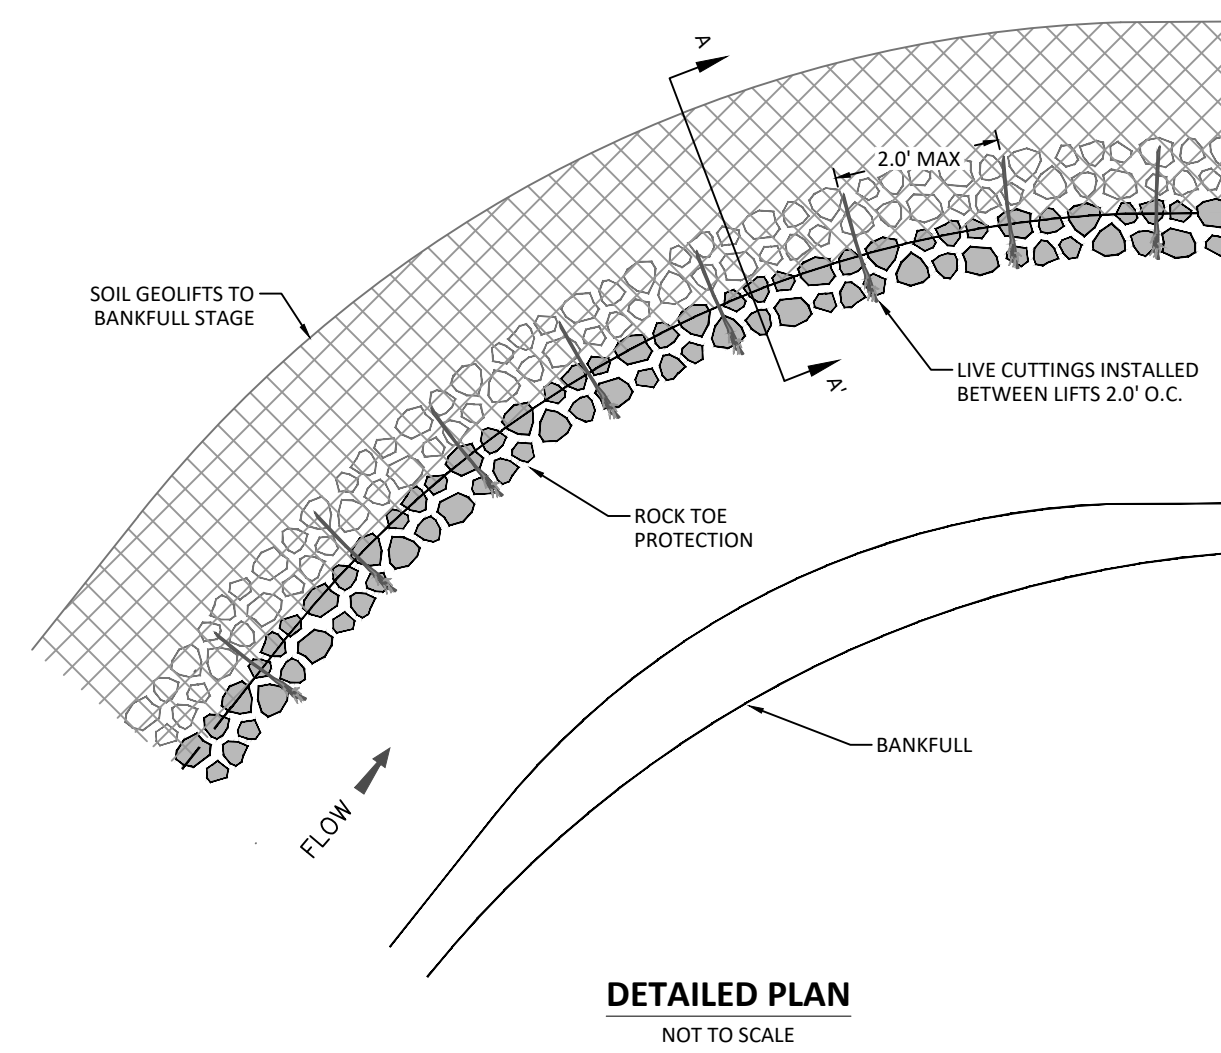 A
2.0' MAX
SOIL GEOLIFTS TO
BANKFULL STAGE
LIVE CUTTINGS INSTALLED
BETWEEN LIFTS 2.0' O.C.
A'
ROCK TOE
PROTECTION
BANKFULL
FLOW
DETAILED PLAN
NOT TO SCALE